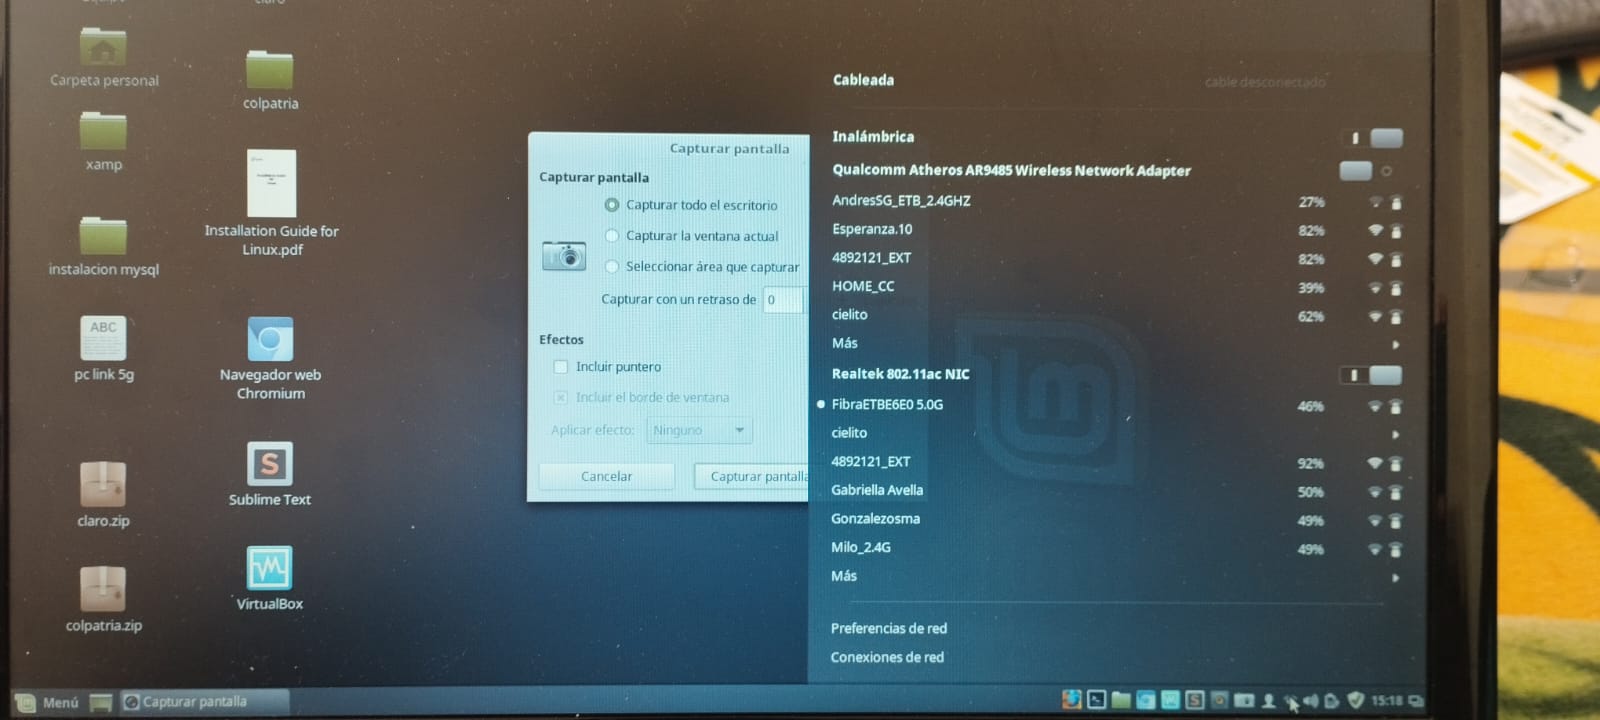 claro
Carpeta personal
colpatria
xamp
Installation Guide for
Linux.pdf
instalacion mysql
ABC
pc link 5g
Navegador web
Chromium
S
Sublime Text
claro.zip
VirtualBox
colpatria.zip
Capturar pantalla
Capturar pantalla
Capturar todo el escritorio
Capturar la ventana actual
Seleccionar área que capturar
Capturar con un retraso de 0
Efectos
Incluir puntero
Incluir el borde de ventana
Aplicar efecto: Ninguno
Cancelar
Capturar pantalla
Cableada cable desconectado
Inalámbrica
Qualcomm Atheros AR9485 Wireless Network Adapter
AndresSG_ETB_2.4GHZ 27%
Esperanza.10 82%
4892121_EXT 82%
HOME_CC 39%
cielito 62%
Más
Realtek 802.11ac NIC
FibraETBE6E0 5.0G 46%
cielito
4892121_EXT 92%
Gabriella Avella 50%
Gonzalezosma 49%
Milo_2.4G 49%
Más
Preferencias de red
Conexiones de red
Menú
Capturar pantalla
15:18